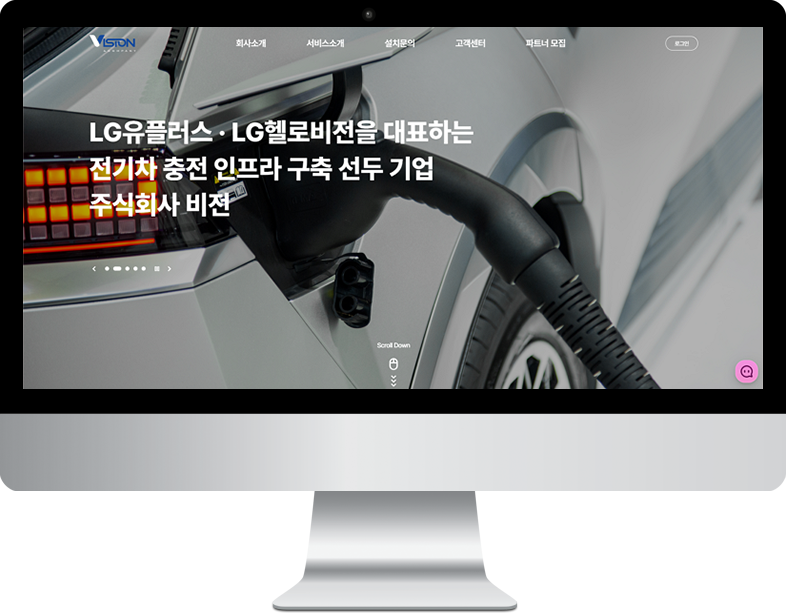 VISION
COMPANY
회사소개
서비스소개
설치문의
고객센터
파트너 모집
로그인
LG유플러스 · LG헬로비전을 대표하는
전기차 충전 인프라 구축 선두 기업
주식회사 비전
Scroll Down